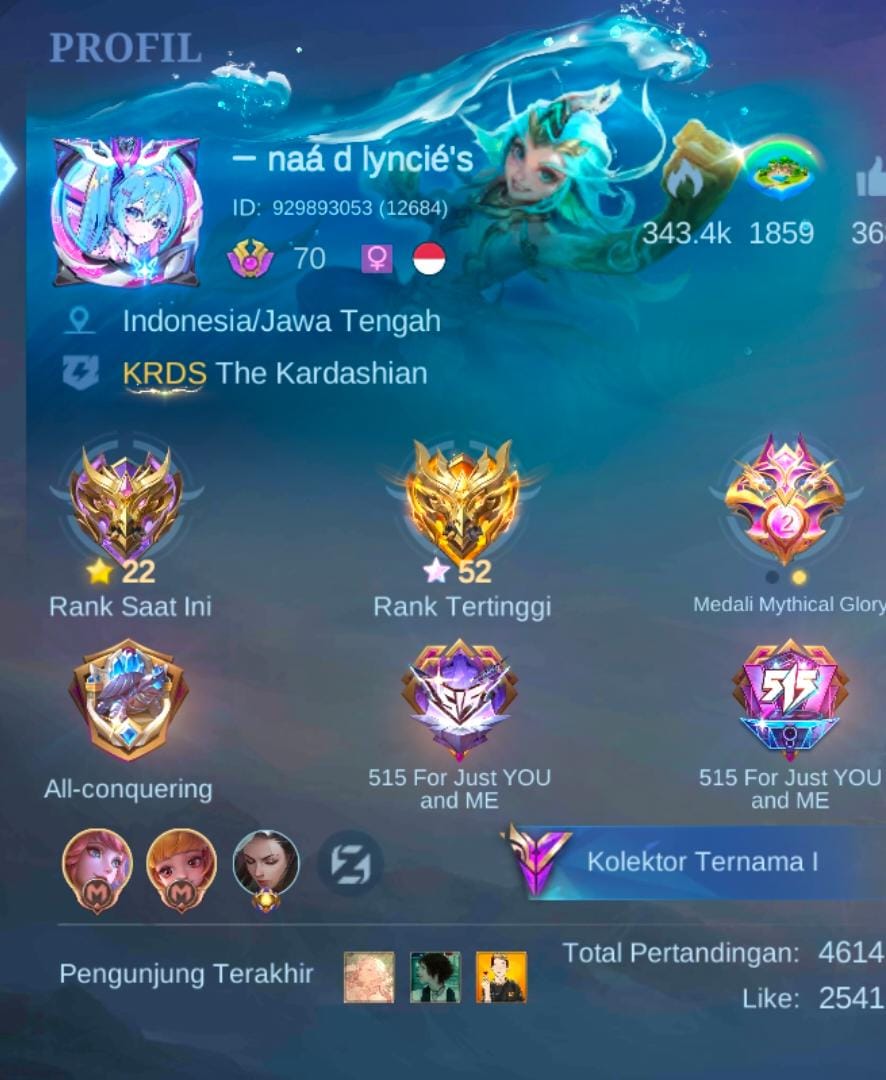 PROFIL
– naá d lyncié's
ID: 929893053 (12684)
343.4k 1859 36
70
Indonesia/Jawa Tengah
KRDS The Kardashian
22
52
2
Rank Saat Ini
Rank Tertinggi
Medali Mythical Glory
515
515
All-conquering
515 For Just YOU
and ME
515 For Just YOU
and ME
M
M
Kolektor Ternama I
Pengunjung Terakhir
Total Pertandingan: 4614
Like: 2541